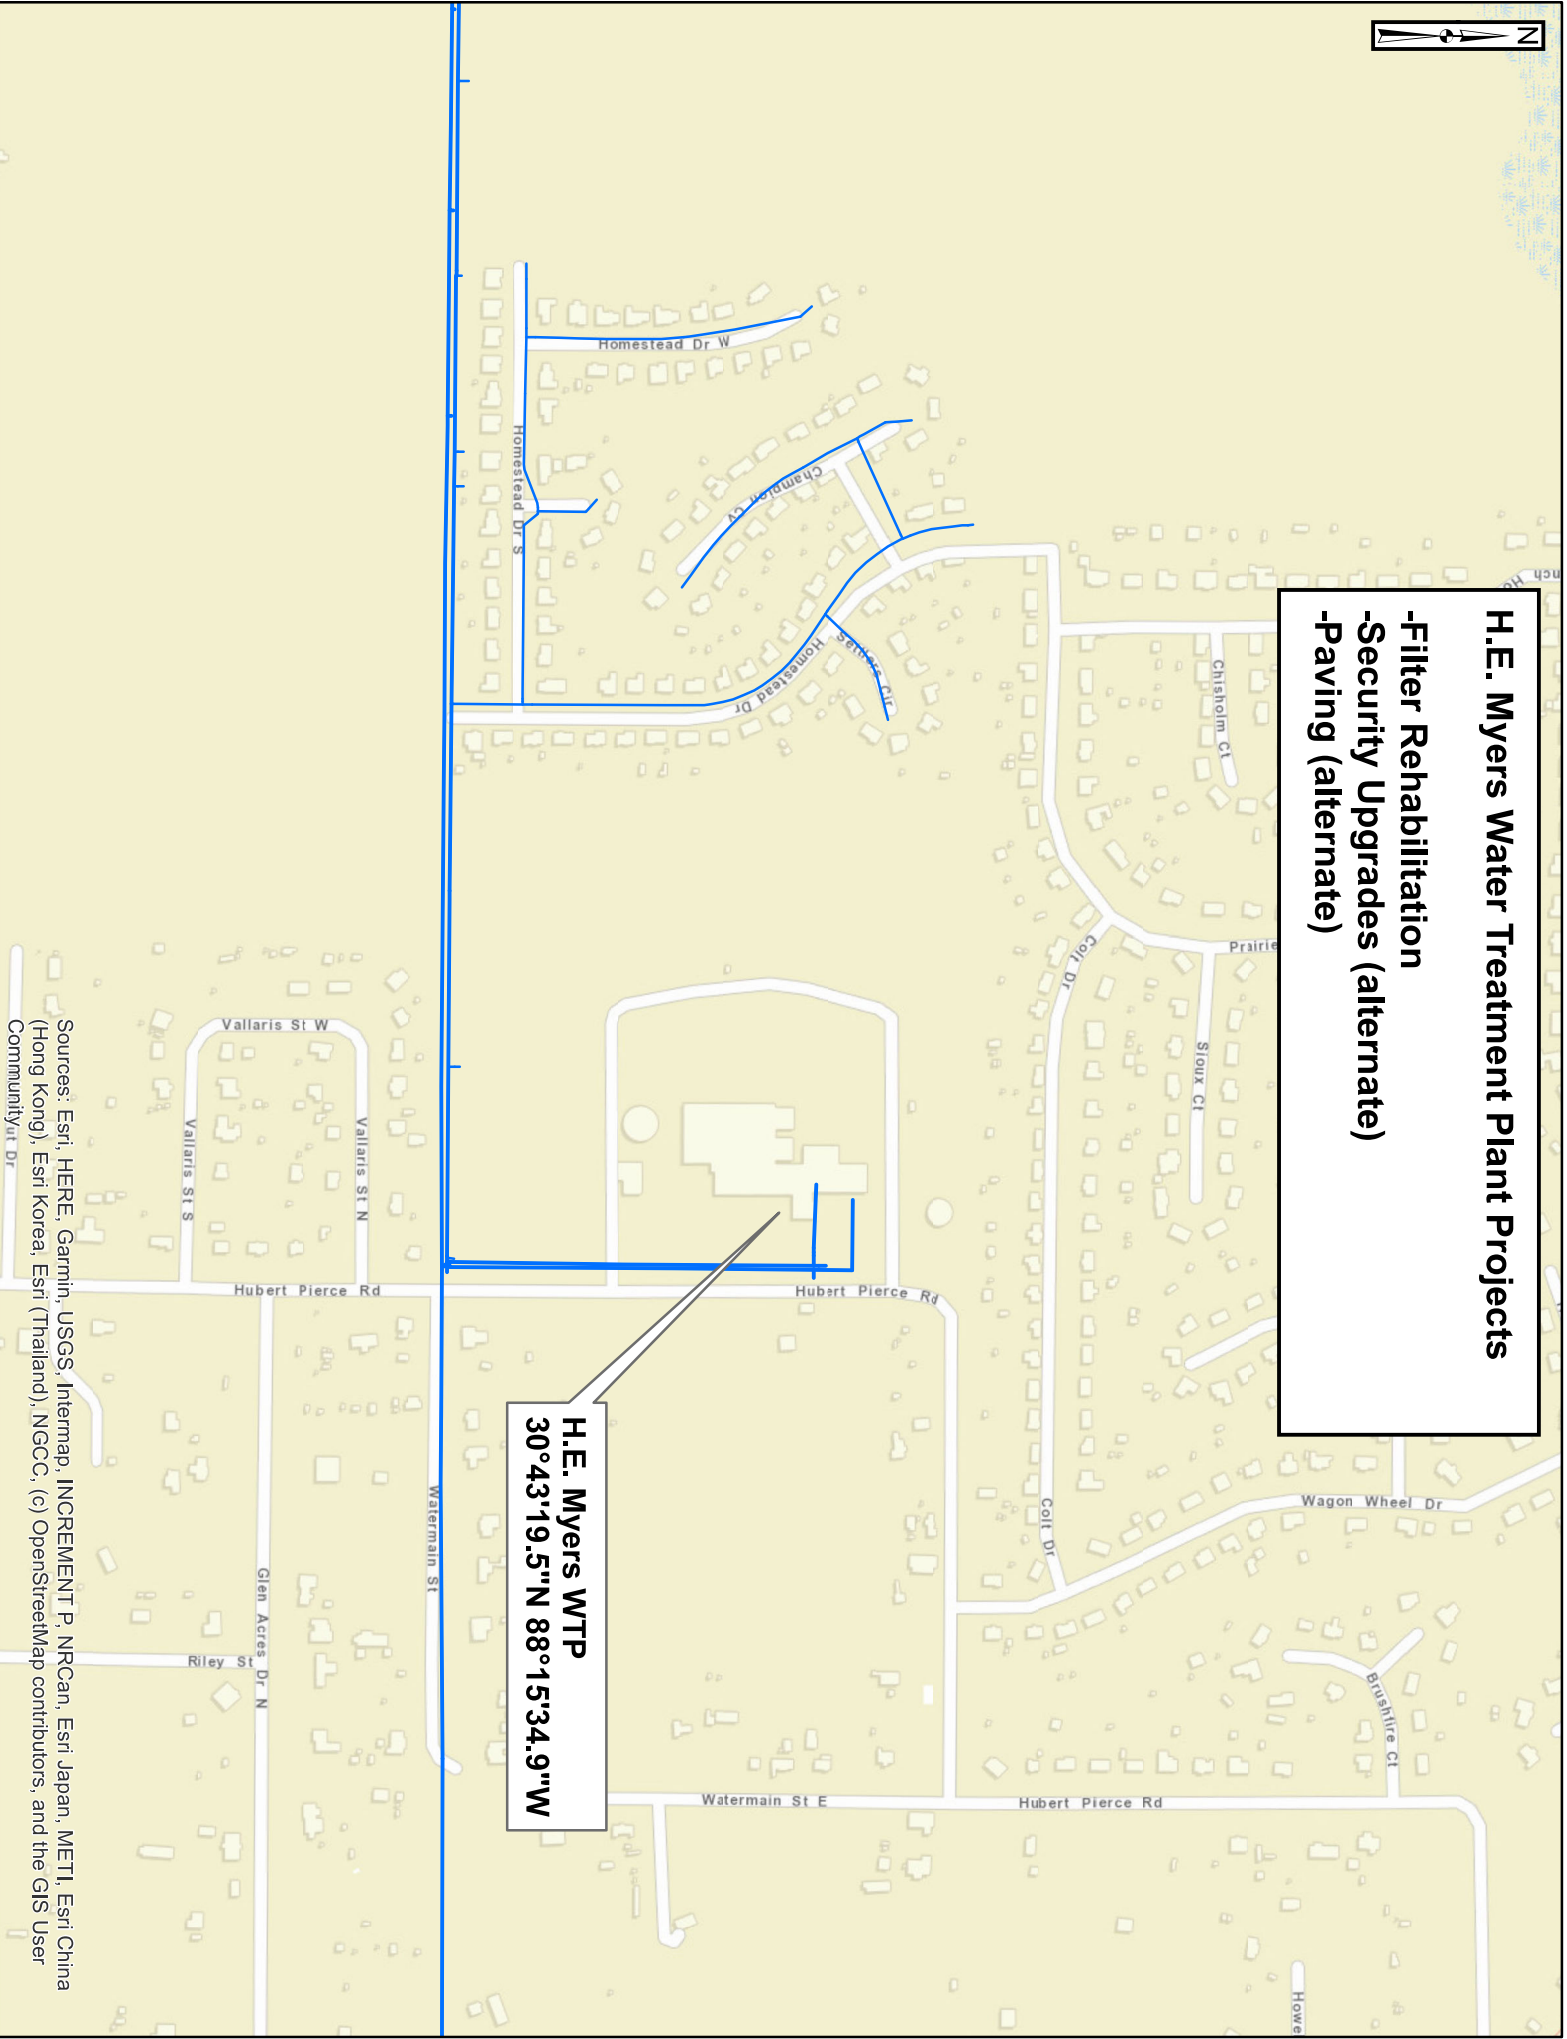 N
H.E. Myers Water Treatment Plant Projects
-Filter Rehabilitation
-Security Upgrades (alternate)
-Paving (alternate)
Chisholm Ct
Prairie
Sioux Ct
Colt Dr
Wagon Wheel Dr
Brushfire Ct
Howe
Colt Dr
Hubert Pierce Rd
Watermain St E
Hubert Pierce Rd
Settlers Cir
Homestead Dr
Champion Cv
Homestead Dr W
Homestead Dr S
H.E. Myers WTP
30°43'19.5"N 88°15'34.9"W
Watermain St
Vallaris St N
Vallaris St W
Vallaris St S
Hubert Pierce Rd
Glen Acres Dr N
Riley St
ut Dr
Sources: Esri, HERE, Garmin, USGS, Intermap, INCREMENT P, NRCan, Esri Japan, METI, Esri China
(Hong Kong), Esri Korea, Esri (Thailand), NGCC, (c) OpenStreetMap contributors, and the GIS User
Community